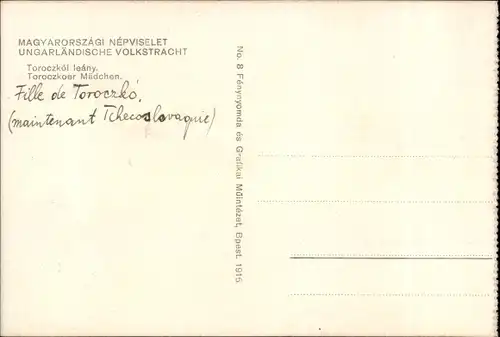 MAGYARORSZÁGI NÉPVISELET
UNGARLÄNDISCHE VOLKSTRACHT
Toroczkói leány.
Toroczkoer Mädchen.
Fille de Toroczkó,
(maintenant Tchecoslovaquie)
No. 8 Fénynyomda és Grafikai Műintézet, Bpest. 1916